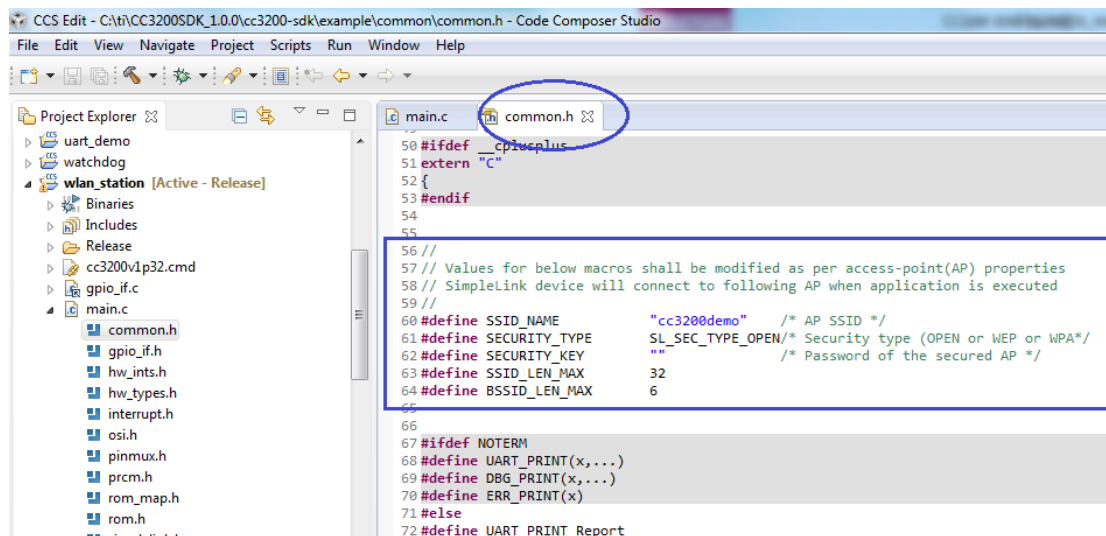 CCS Edit - C:\ti\CC3200SDK_1.0.0\cc3200-sdk\example\common\common.h - Code Composer Studio
File Edit View Navigate Project Scripts Run Window Help
Project Explorer
uart_demo
watchdog
wlan_station [Active - Release]
Binaries
Includes
Release
cc3200v1p32.cmd
gpio_if.c
main.c
common.h
gpio_if.h
hw_ints.h
hw_types.h
interrupt.h
osi.h
pinmux.h
prcm.h
rom_map.h
rom.h
main.c common.h
50 #ifdef __cplusplus
51 extern "C"
52 {
53 #endif
54
55
56 //
57 // Values for below macros shall be modified as per access-point(AP) properties
58 // SimpleLink device will connect to following AP when application is executed
59 //
60 #define SSID_NAME "cc3200demo" /* AP SSID */
61 #define SECURITY_TYPE SL_SEC_TYPE_OPEN/* Security type (OPEN or WEP or WPA*/
62 #define SECURITY_KEY "" /* Password of the secured AP */
63 #define SSID_LEN_MAX 32
64 #define BSSID_LEN_MAX 6
65
66
67 #ifdef NOTERM
68 #define UART_PRINT(x,...)
69 #define DBG_PRINT(x,...)
70 #define ERR_PRINT(x)
71 #else
72 #define UART_PRINT Report